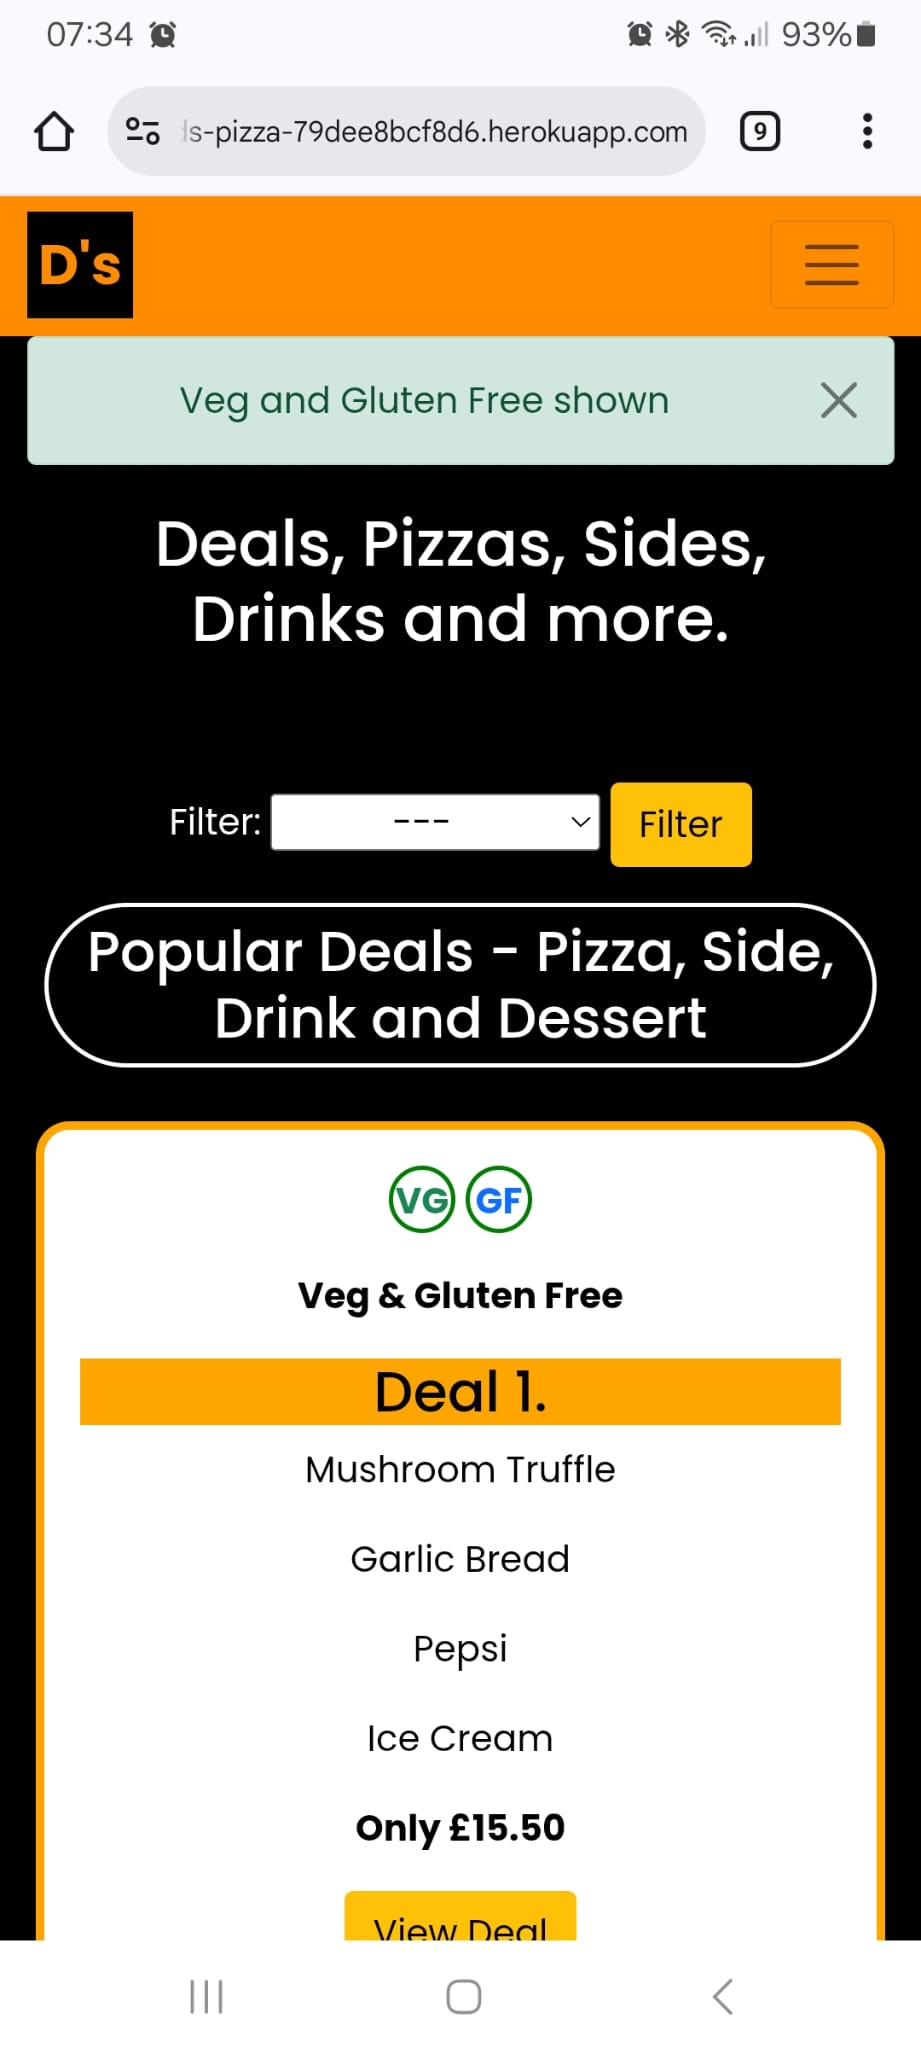 07:34
93%
ds-pizza-79dee8bcf8d6.herokuapp.com
9
D's
Veg and Gluten Free shown
Deals, Pizzas, Sides,
Drinks and more.
Filter: --- Filter
Popular Deals - Pizza, Side,
Drink and Dessert
VG GF
Veg & Gluten Free
Deal 1.
Mushroom Truffle
Garlic Bread
Pepsi
Ice Cream
Only £15.50
View Deal